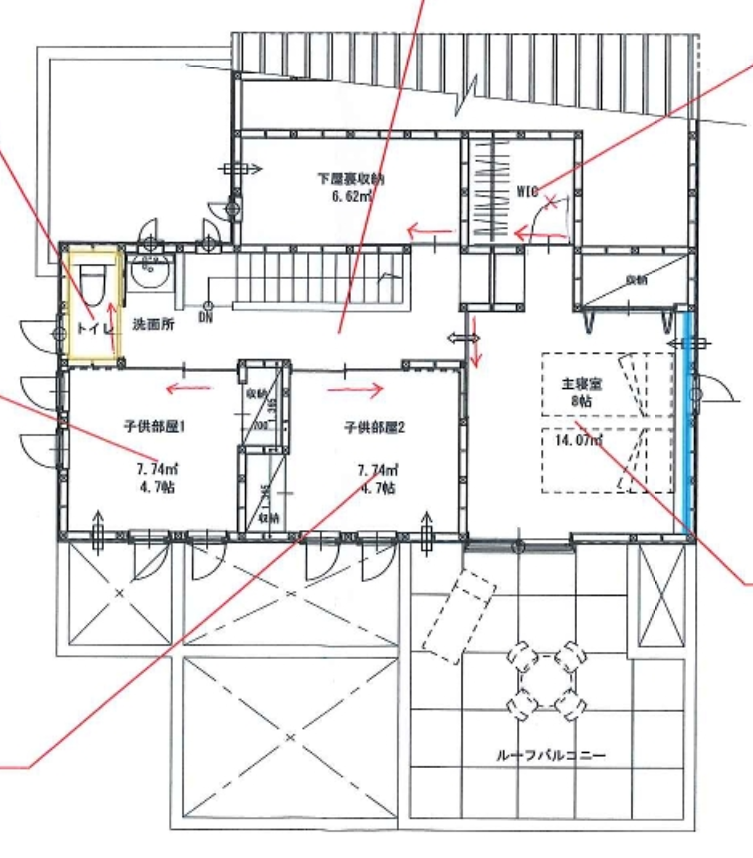 下屋裏収納
6.62㎡
WIC
収納
トイレ
洗面所
DN
主寝室
8帖
14.07㎡
子供部屋1
7.74㎡
4.7帖
収納
1,365
700
子供部屋2
7.74㎡
4.7帖
1,365
収納
ルーフバルコニー